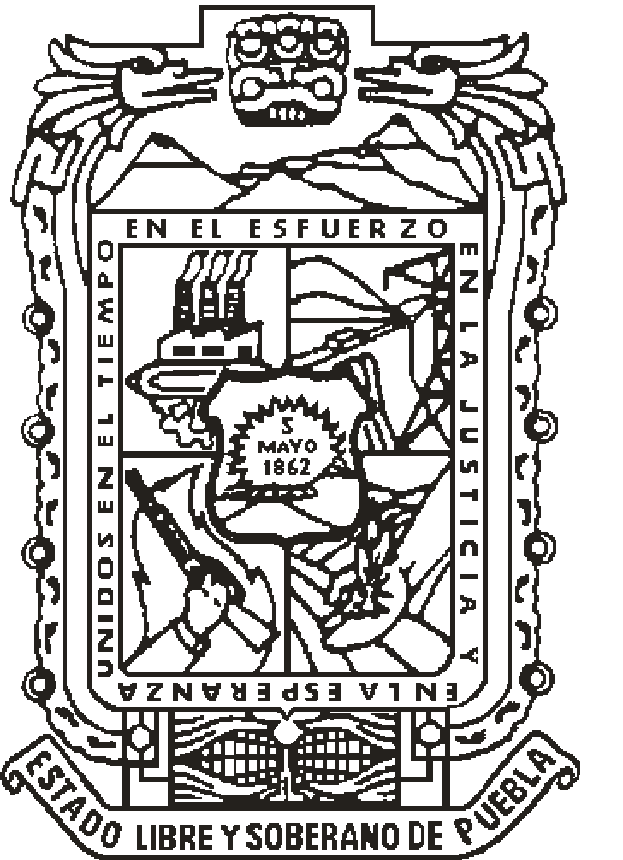 UNIDOS EN EL TIEMPO
EN EL ESFUERZO
EN LA JUSTICIA Y
EN LA ESPERANZA
5
MAYO
1862
ESTADO LIBRE Y SOBERANO DE PUEBLA